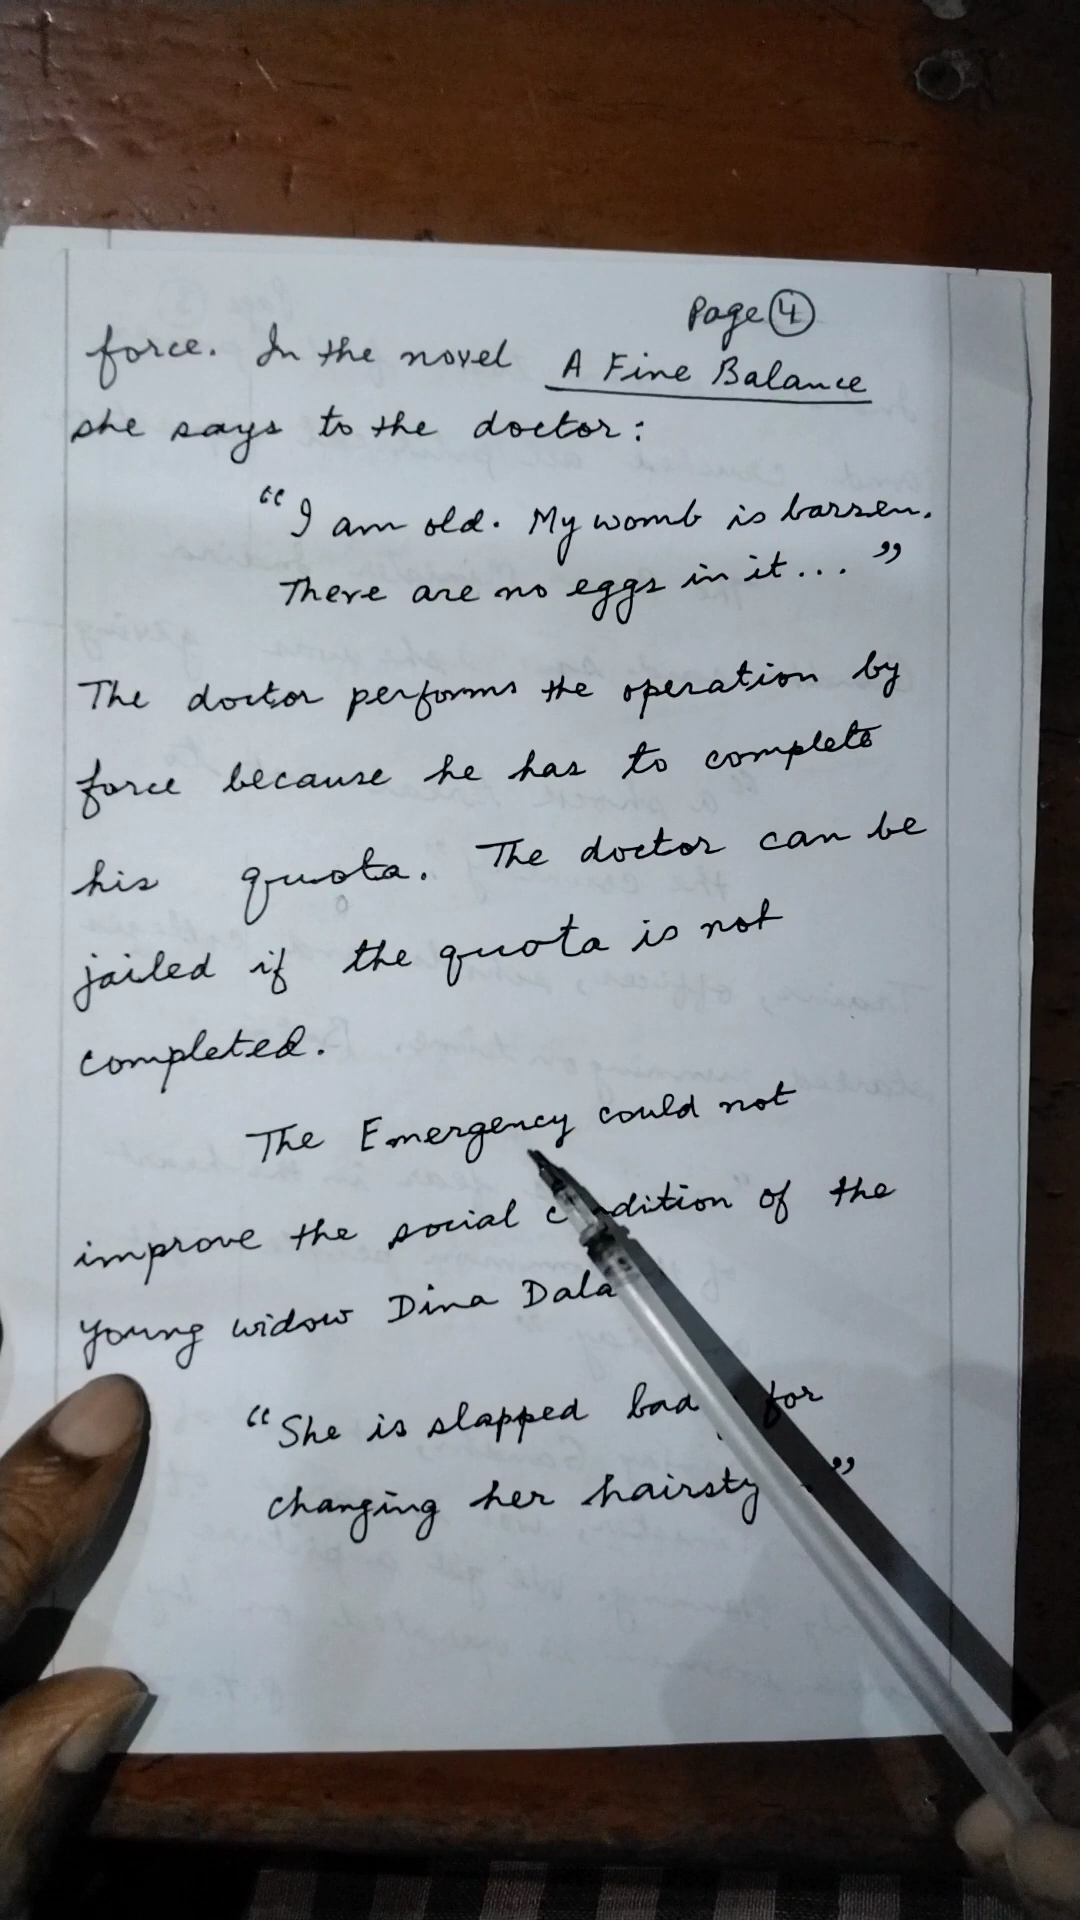 Page 4
force. In the novel A Fine Balance
she says to the doctor:
"I am old. My womb is barren.
There are no eggs in it... "
The doctor performs the operation by
force because he has to complete
his quota. The doctor can be
jailed if the quota is not
completed.
The Emergency could not
improve the social condition of the
young widow Dina
"She is slapped for
changing her "